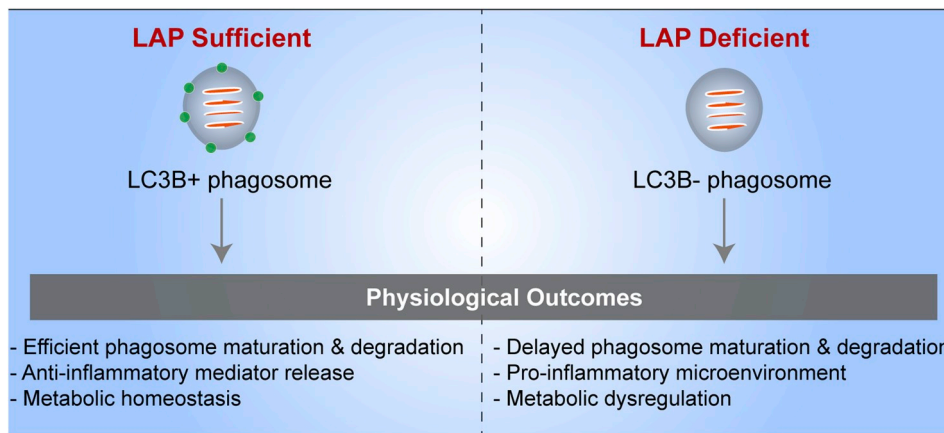 LAP Sufficient
LAP Deficient
LC3B+ phagosome
LC3B- phagosome
Physiological Outcomes
- Efficient phagosome maturation & degradation
- Anti-inflammatory mediator release
- Metabolic homeostasis
- Delayed phagosome maturation & degradation
- Pro-inflammatory microenvironment
- Metabolic dysregulation